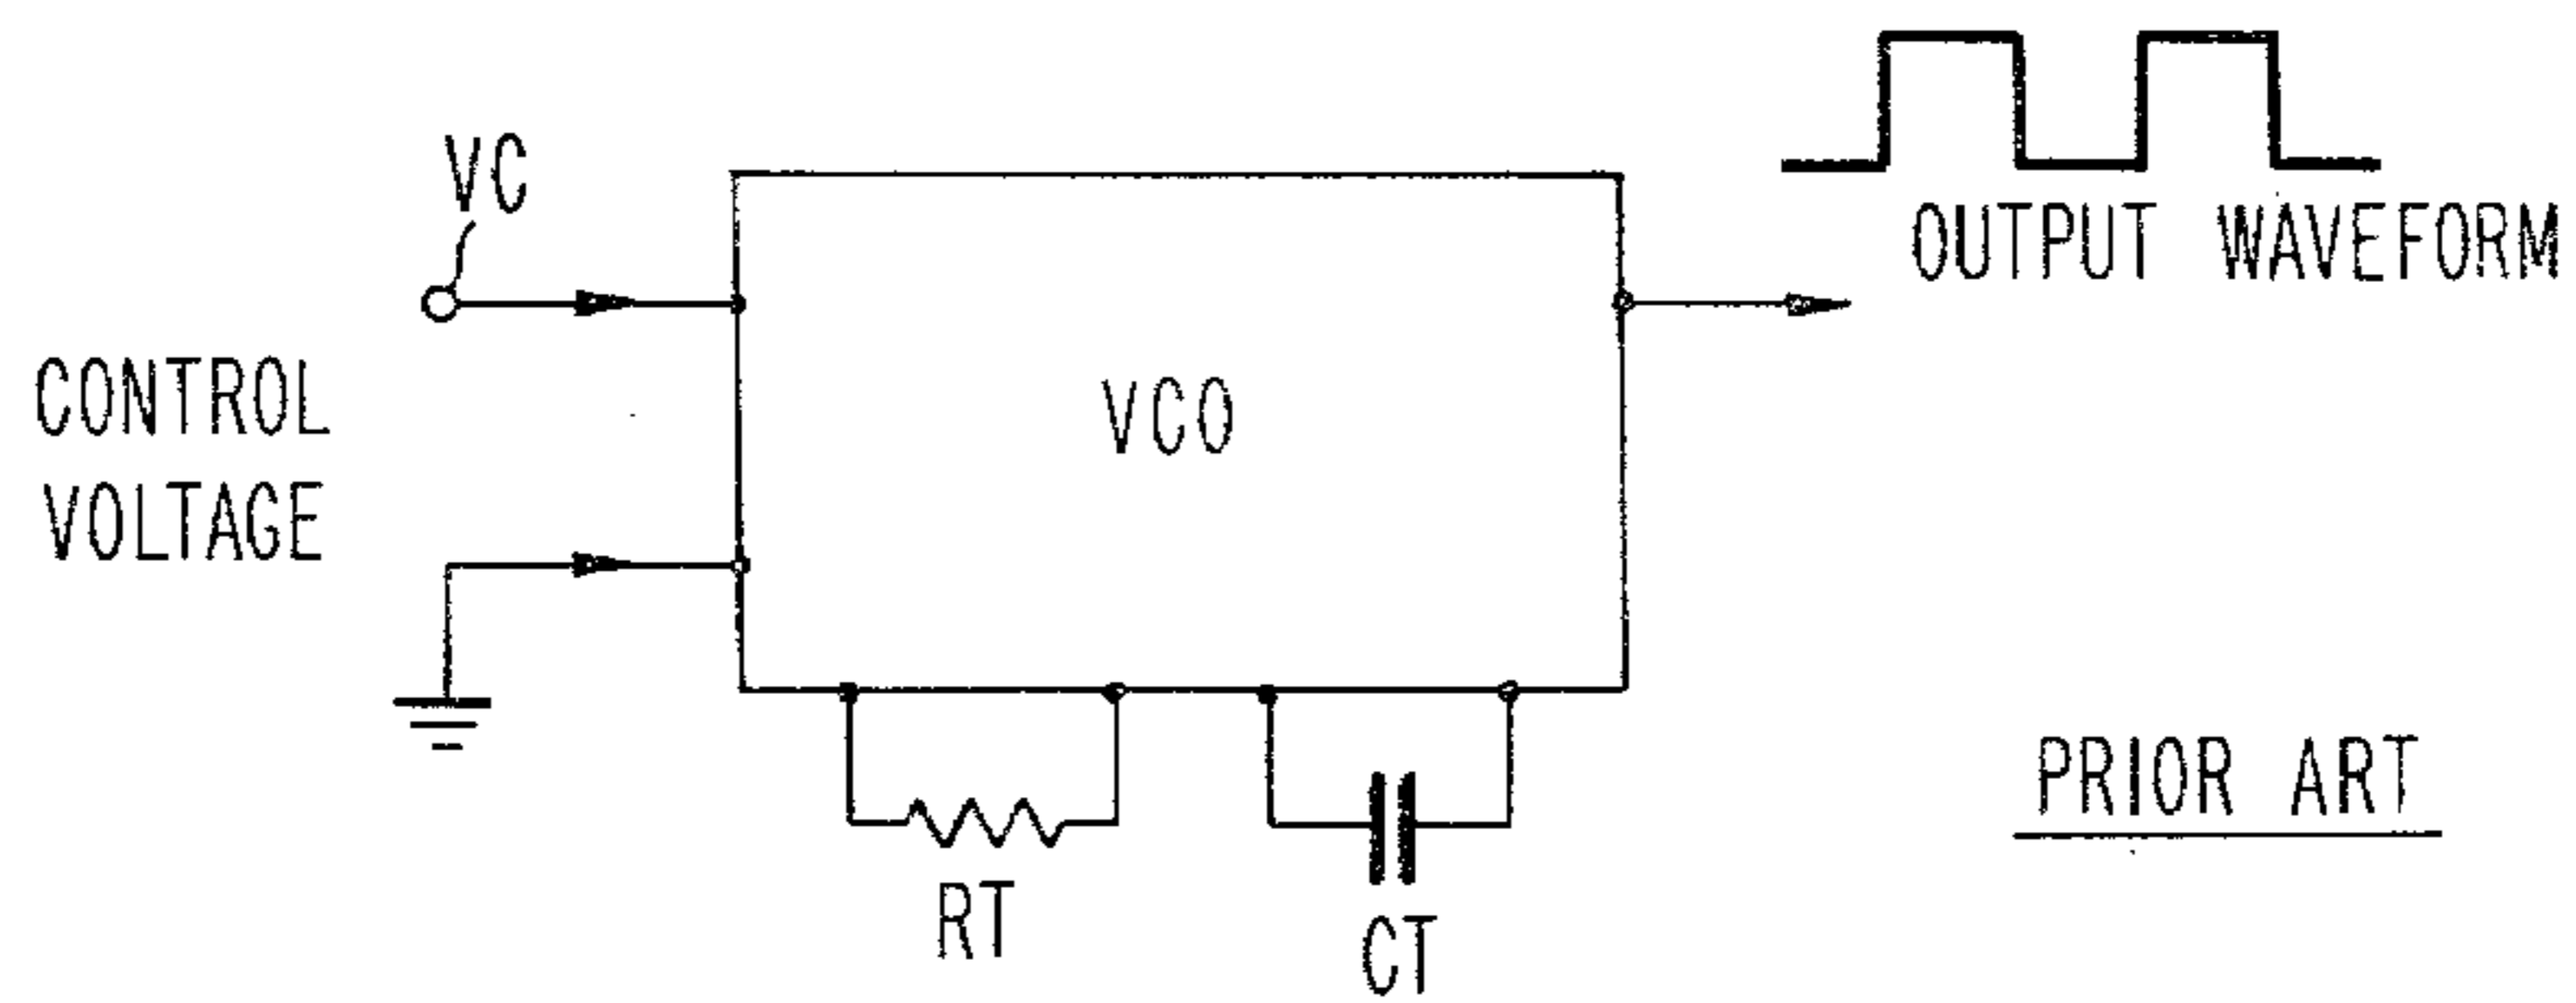 VC
OUTPUT WAVEFORM
CONTROL
VOLTAGE
VCO
PRIOR ART
RT
CT